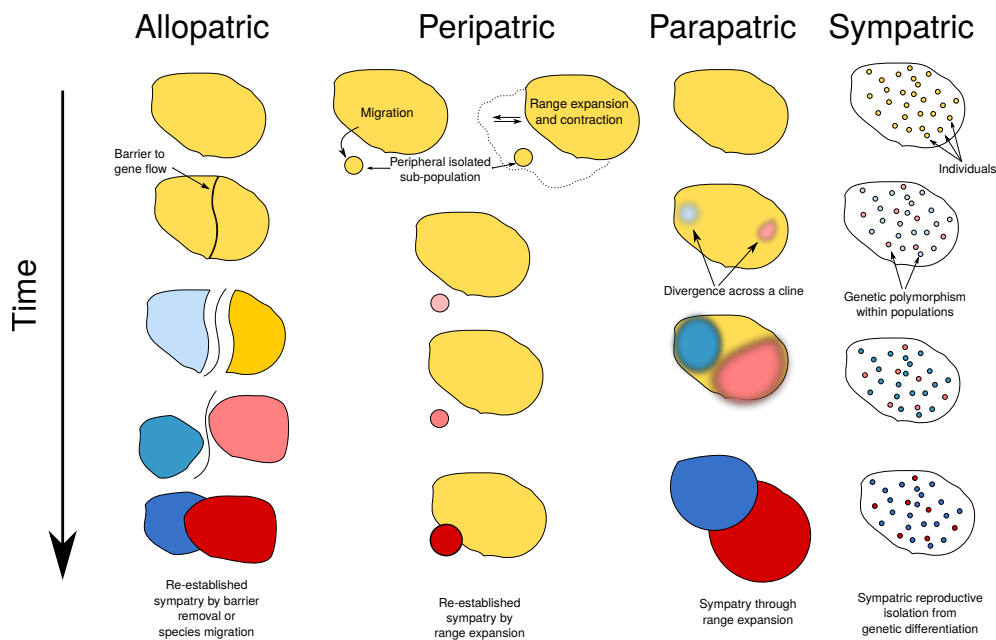 Allopatric
Peripatric
Parapatric
Sympatric
Time
Barrier to
gene flow
Re-established
sympatry by barrier
removal or
species migration
Migration
Range expansion
and contraction
Peripheral isolated
sub-population
Re-established
sympatry by
range expansion
Divergence across a cline
Sympatry through
range expansion
Individuals
Genetic polymorphism
within populations
Sympatric reproductive
isolation from
genetic differentiation